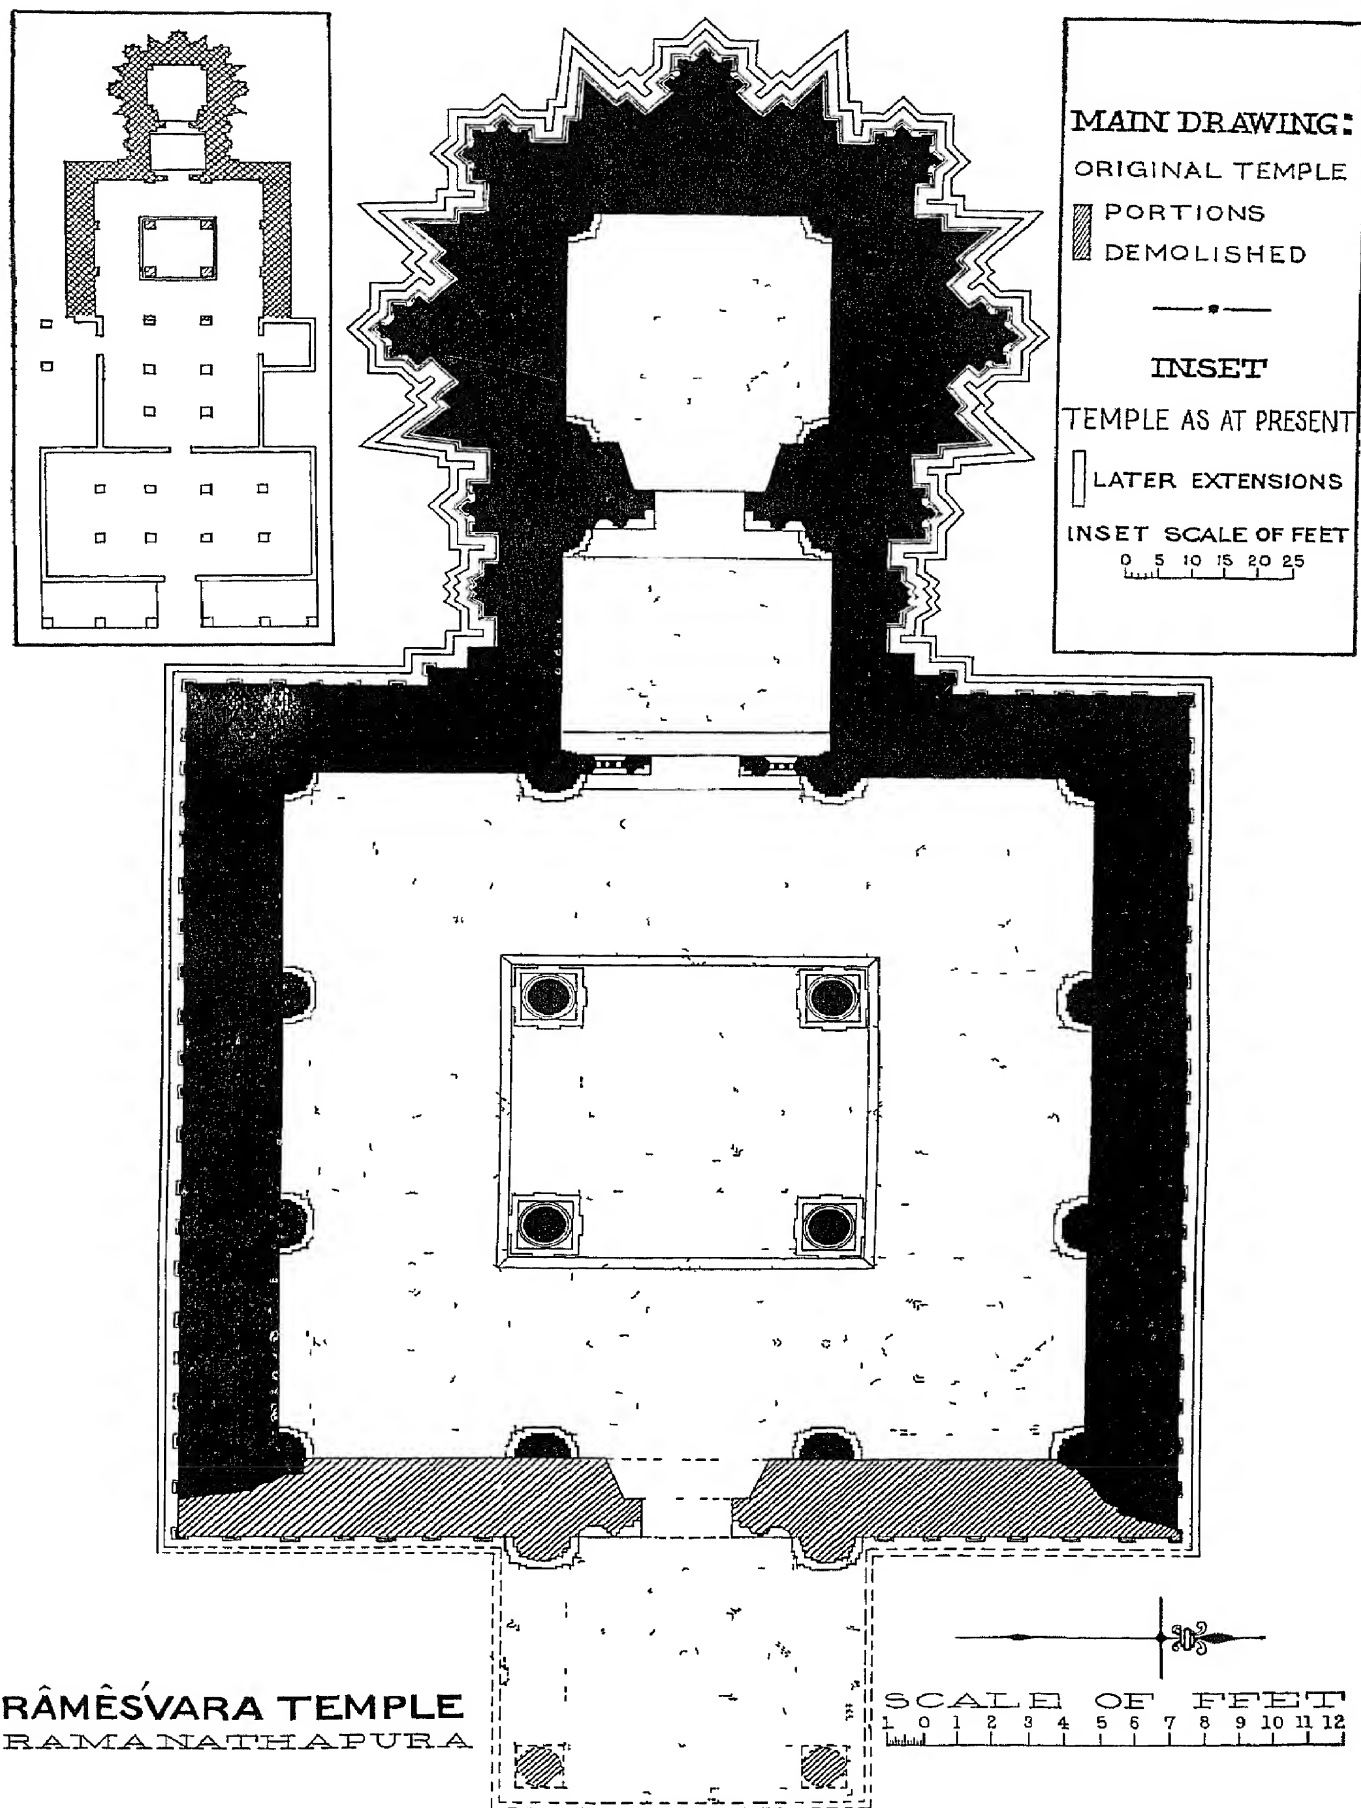 MAIN DRAWING:
ORIGINAL TEMPLE
PORTIONS
DEMOLISHED
INSET
TEMPLE AS AT PRESENT
LATER EXTENSIONS
INSET SCALE OF FEET
0 5 10 15 20 25
RÂMÊŚVARA TEMPLE
RAMANATHAPURA
SCALE OF FEET
1 0 1 2 3 4 5 6 7 8 9 10 11 12